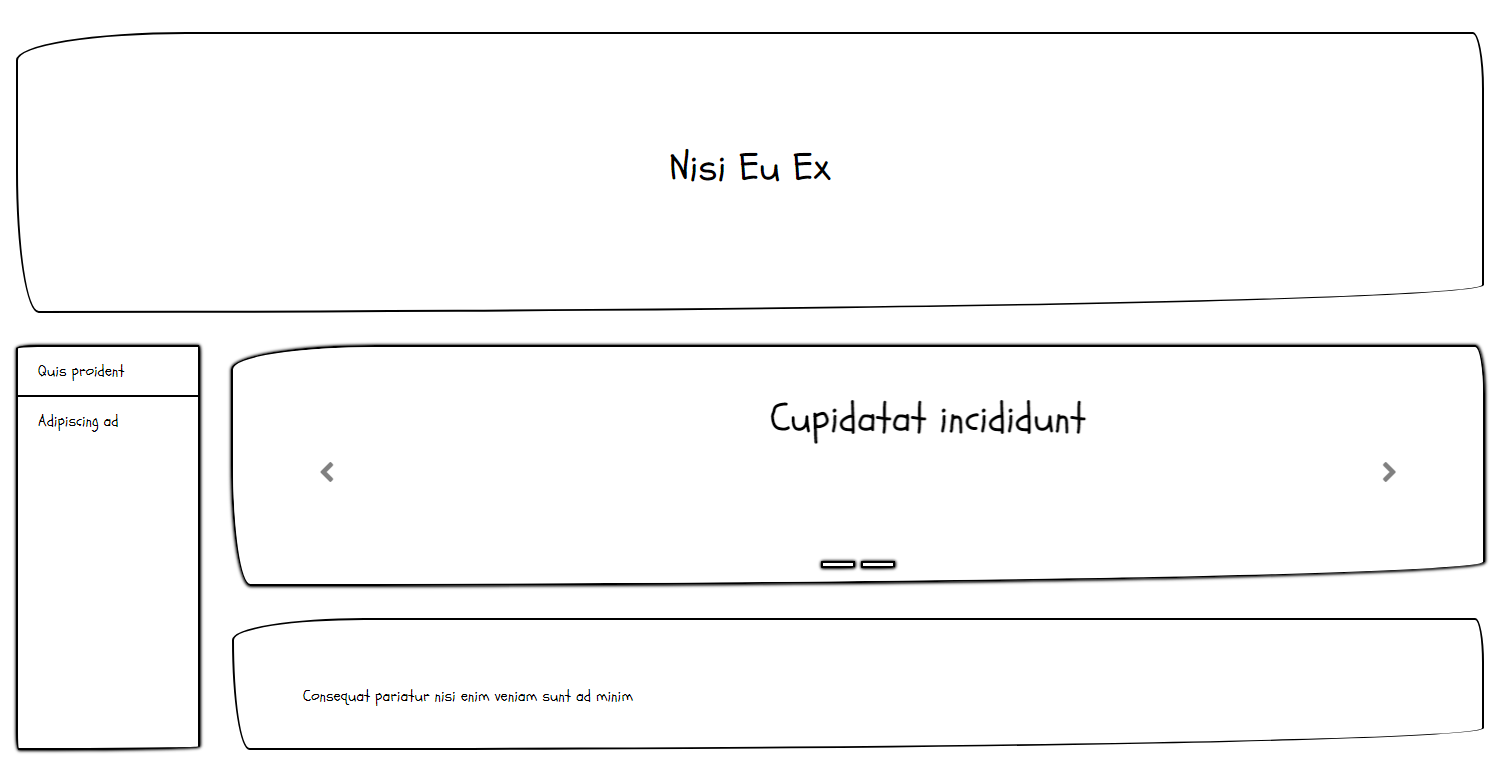 Nisi Eu Ex
Quis proident
Adipiscing ad
Cupidatat incididunt
Consequat pariatur nisi enim veniam sunt ad minim